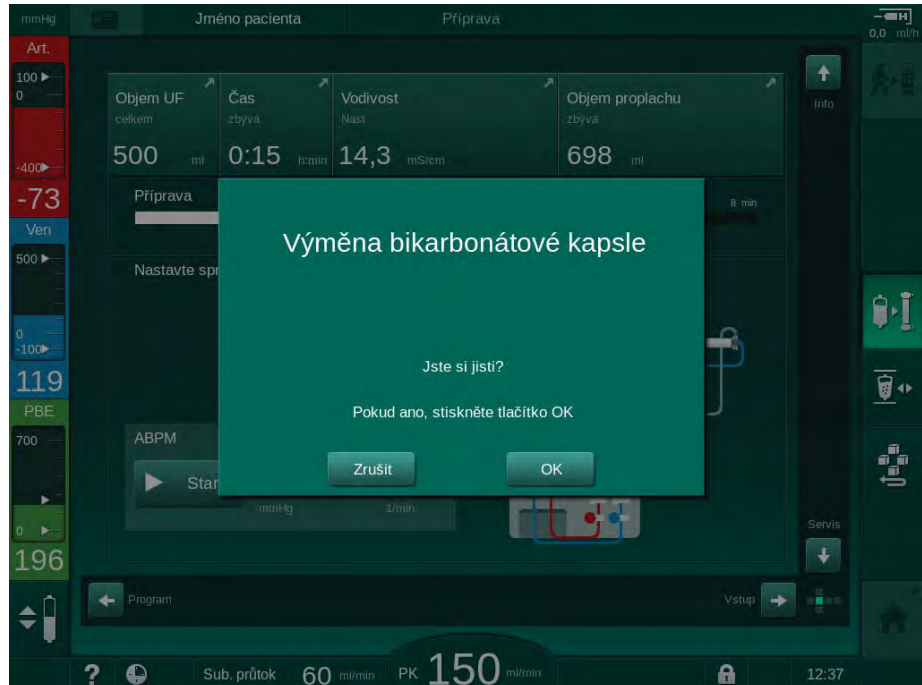 mmHg
Jméno pacienta
Příprava
0,0 ml/h
Art.
100
0
-400
-73
Ven
500
0
-100
119
PBE
700
0
196
Objem UF
celkem
500 ml
Čas
zbývá
0:15 h:min
Vodivost
Nast
14,3 mS/cm
Objem proplachu
zbývá
698 ml
Info
Příprava
8 min
Nastavte spr
Výměna bikarbonátové kapsle
Jste si jisti?
Pokud ano, stiskněte tlačítko OK
Zrušit
OK
ABPM
Star
mmHg
1/min
Servis
Program
Vstup
?
Sub. průtok 60 ml/min
PK 150 ml/min
12:37